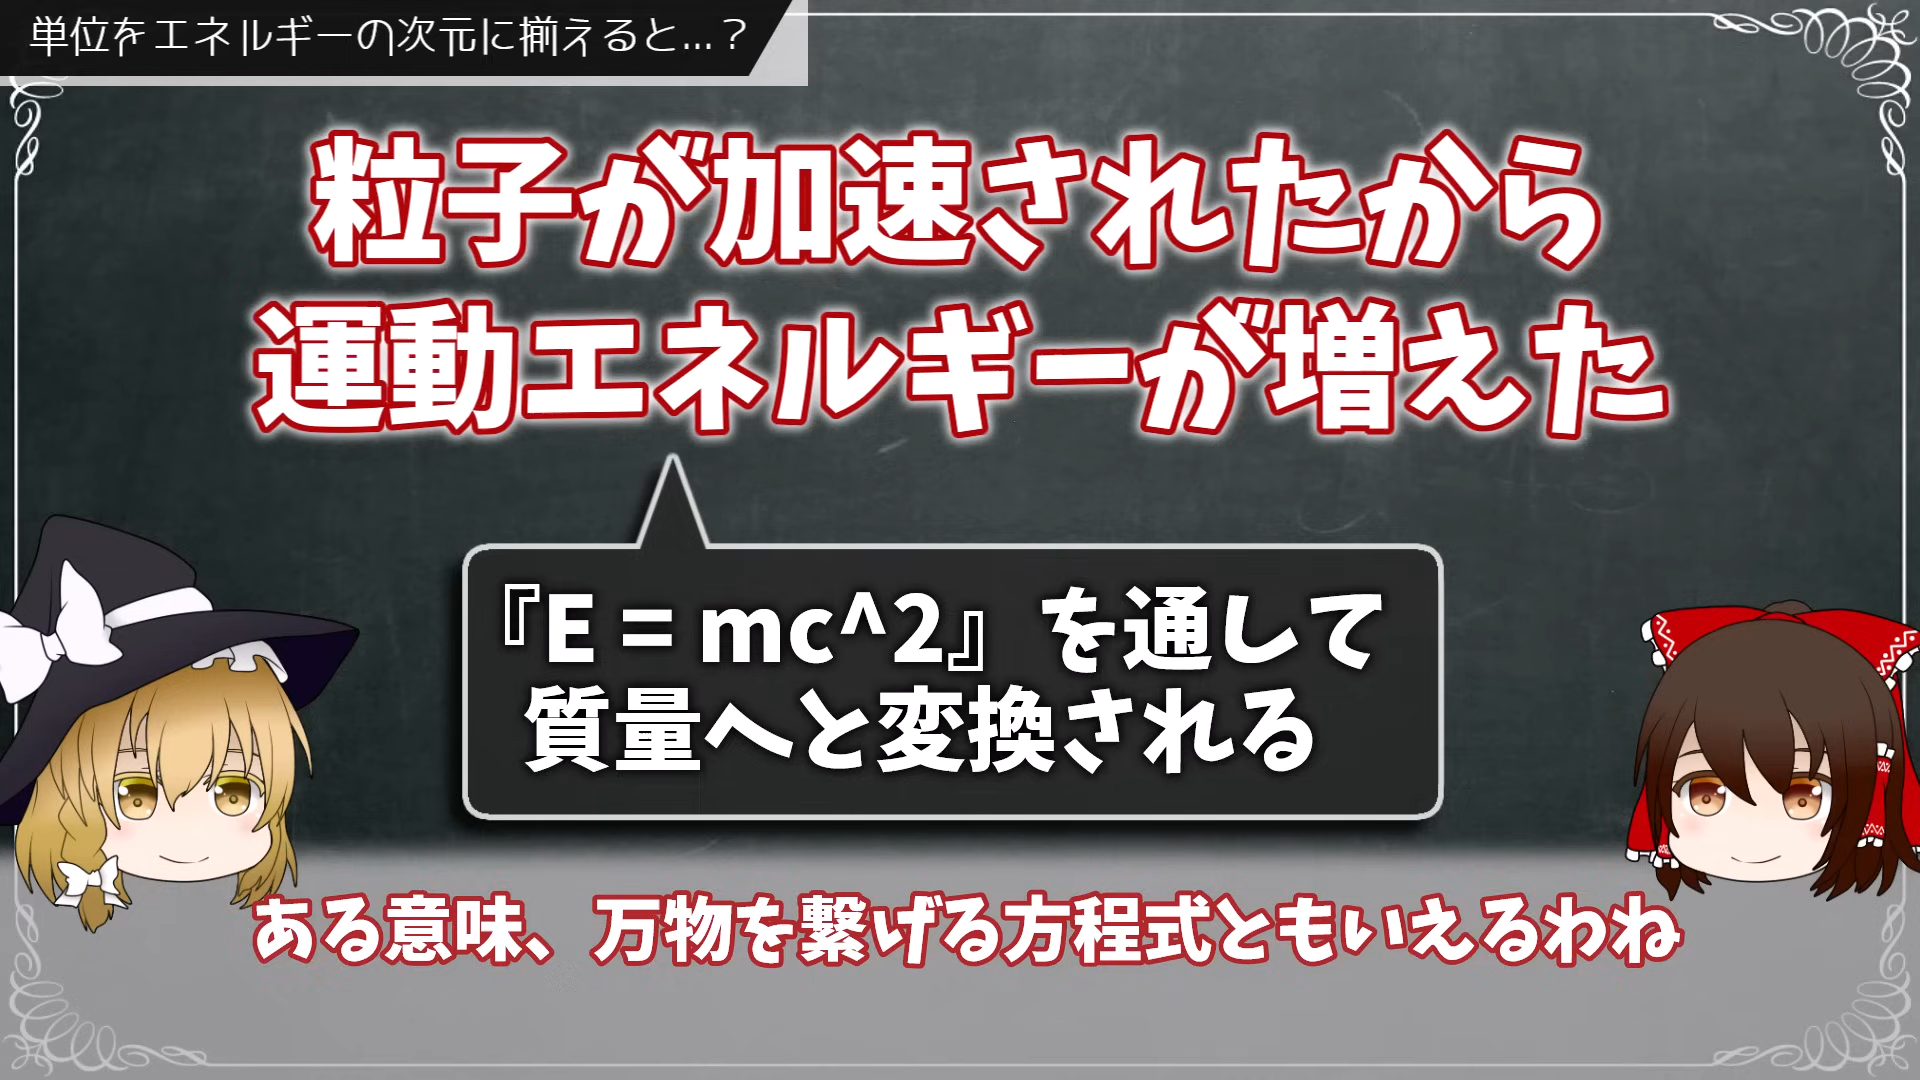 単位をエネルギーの次元に揃えると...？
粒子が加速されたから
運動エネルギーが増えた
『E = mc^2』を通して
質量へと変換される
ある意味、万物を繋げる方程式ともいえるわね